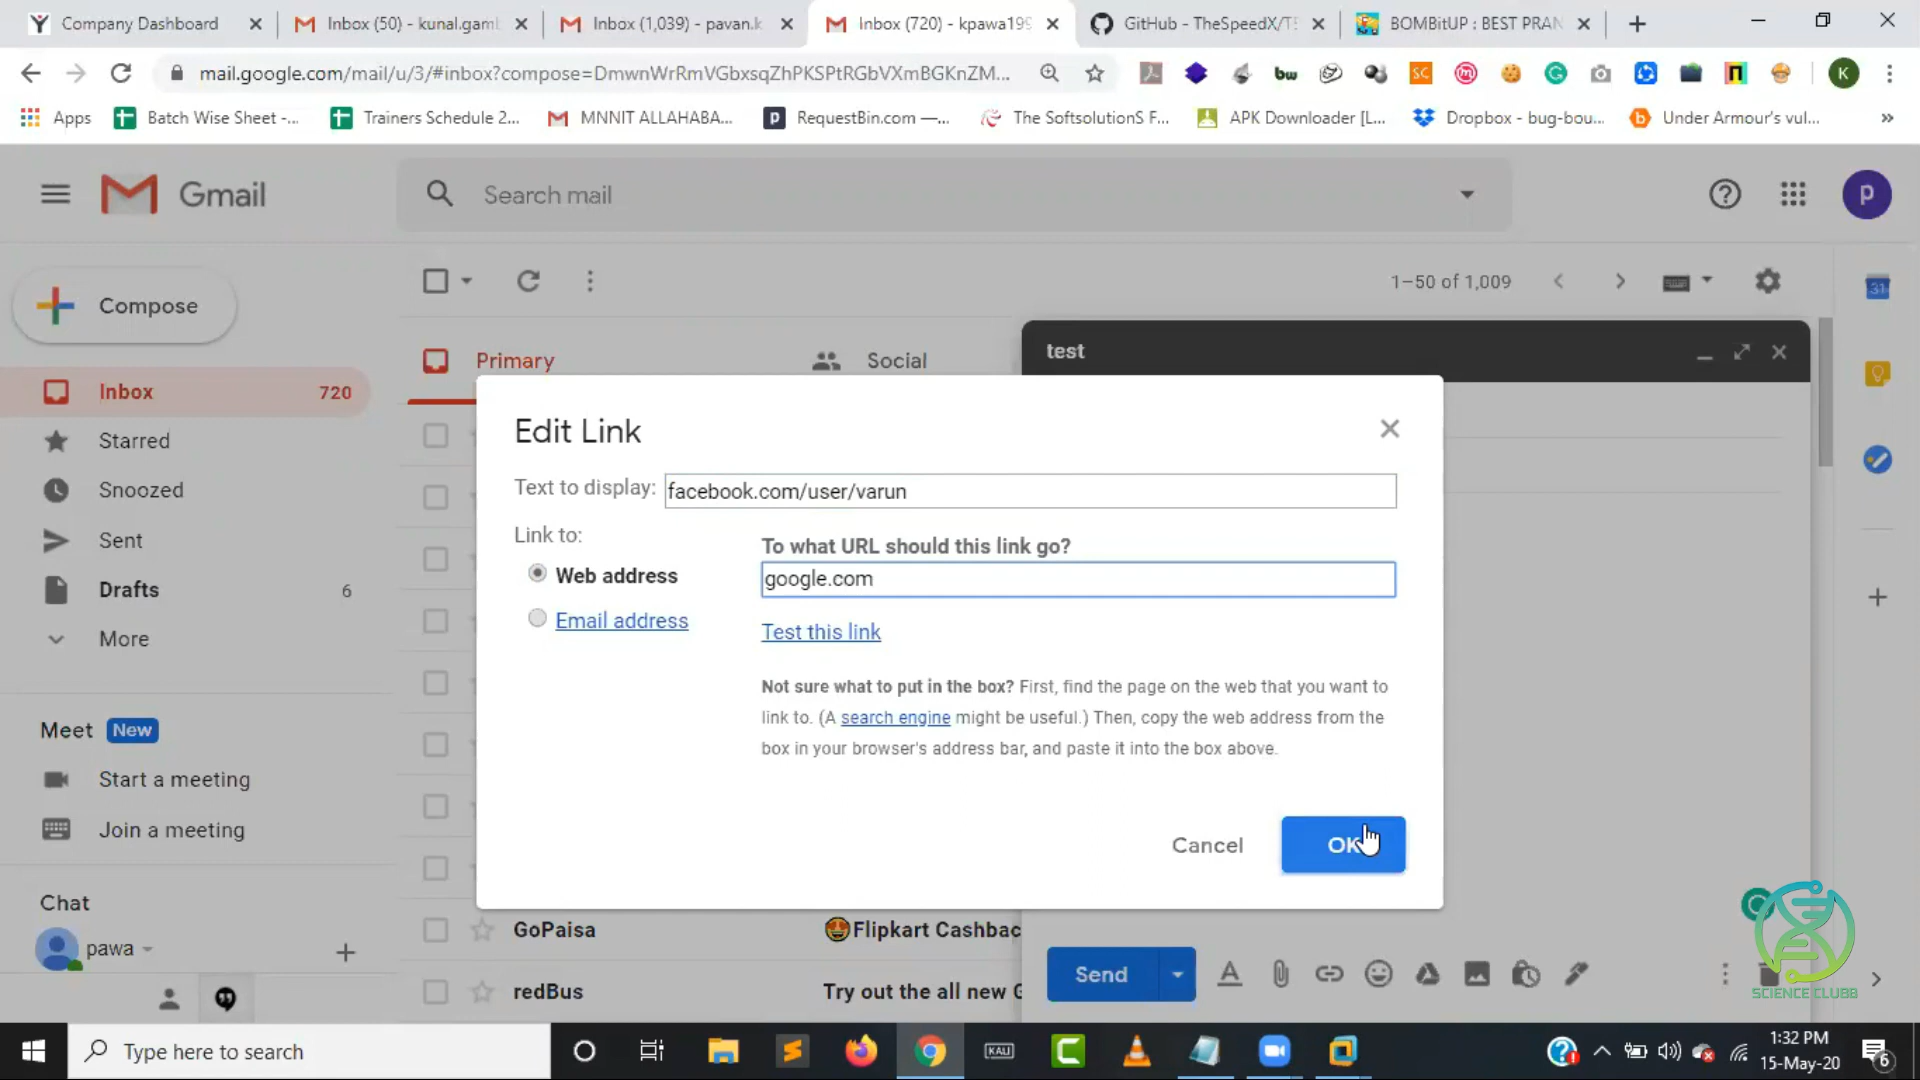 Company Dashboard
Inbox (50) - kunal.gamb
Inbox (1,039) - pavan.k
Inbox (720) - kpawa199
GitHub - TheSpeedX/TB
BOMBitUP : BEST PRAN
mail.google.com/mail/u/3/#inbox?compose=DmwnWrRmVGbxsqZhPKSPtRGbVXmBGKnZM...
K
Apps
Batch Wise Sheet -...
Trainers Schedule 2...
MNNIT ALLAHABA...
RequestBin.com —...
The SoftsolutionS F...
APK Downloader [L...
Dropbox - bug-bou...
Under Armour's vul...
»
Gmail
Search mail
p
Compose
1–50 of 1,009
31
Primary
Social
test
Inbox 720
Starred
Snoozed
Sent
Drafts 6
More
Edit Link
Text to display: facebook.com/user/varun
Link to:
To what URL should this link go?
Web address
google.com
Email address
Test this link
Not sure what to put in the box? First, find the page on the web that you want to
link to. (A search engine might be useful.) Then, copy the web address from the
box in your browser's address bar, and paste it into the box above.
Cancel
OK
Meet New
Start a meeting
Join a meeting
Chat
pawa
GoPaisa
Flipkart Cashbac
redBus
Try out the all new G
Send
SCIENCE CLUBB
Type here to search
KALI
1:32 PM
15-May-20
6